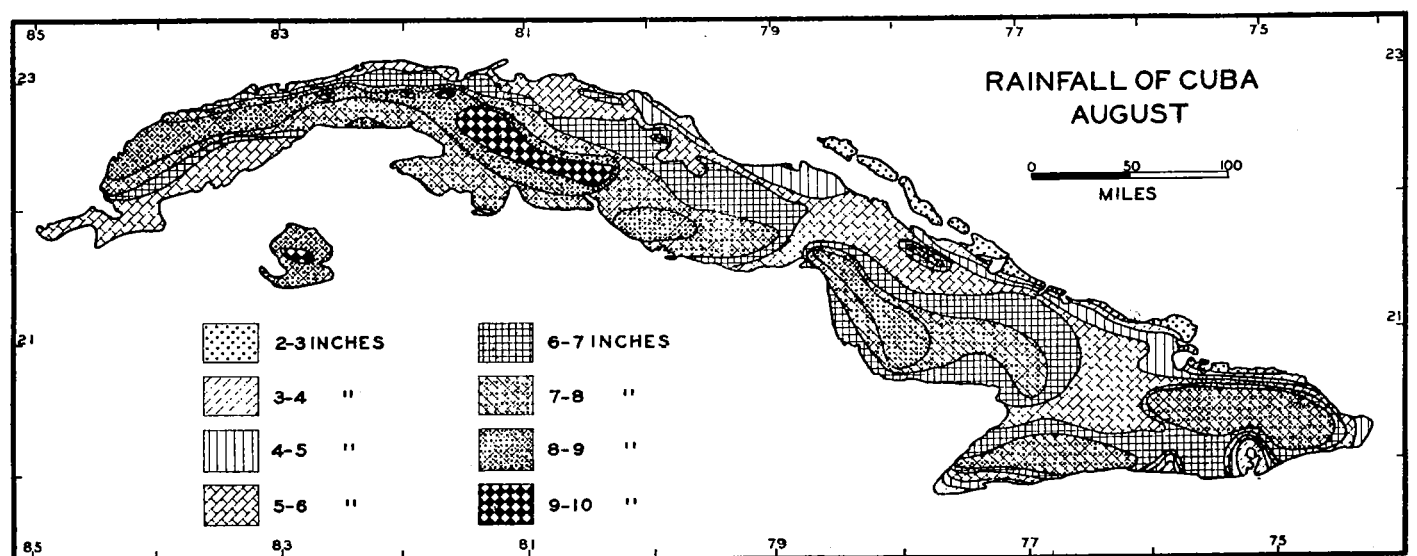 85 83 81 79 77 75
23 23
RAINFALL OF CUBA
AUGUST
0 50 100
MILES
21 21
2-3 INCHES 6-7 INCHES
3-4 " 7-8 "
4-5 " 8-9 "
5-6 " 9-10 "
85 83 81 79 77 75